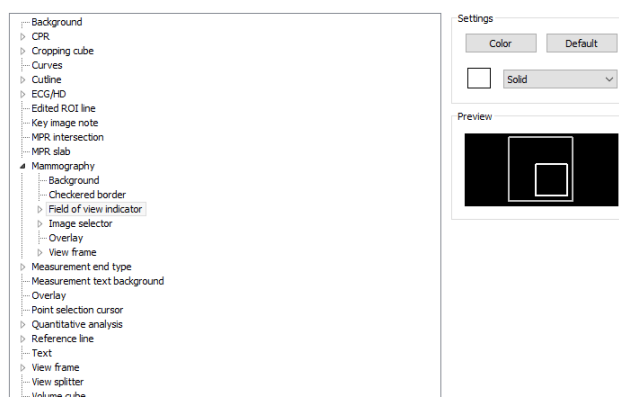 Background
CPR
Cropping cube
Curves
Cutline
ECG/HD
Edited ROI line
Key image note
MPR intersection
MPR slab
Mammography
Background
Checkered border
Field of view indicator
Image selector
Overlay
View frame
Measurement end type
Measurement text background
Overlay
Point selection cursor
Quantitative analysis
Reference line
Text
View frame
View splitter
Volume cube
Settings
Color Default
Solid
Preview